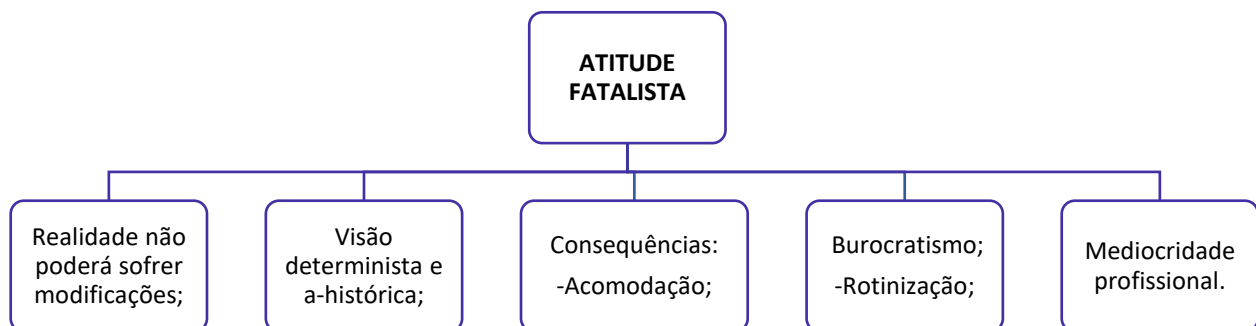 ATITUDE
FATALISTA
Realidade não
poderá sofrer
modificações;
Visão
determinista e
a-histórica;
Consequências:
-Acomodação;
Burocratismo;
-Rotinização;
Mediocridade
profissional.